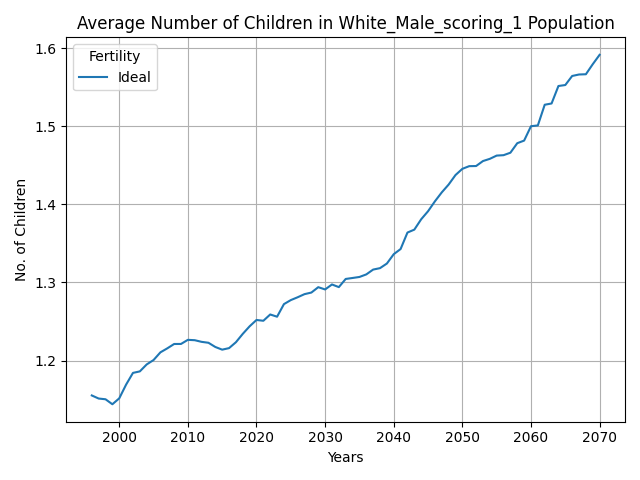 Average Number of Children in White_Male_scoring_1 Population
Fertility
Ideal
1.6
1.5
1.4
1.3
1.2
No. of Children
2000 2010 2020 2030 2040 2050 2060 2070
Years